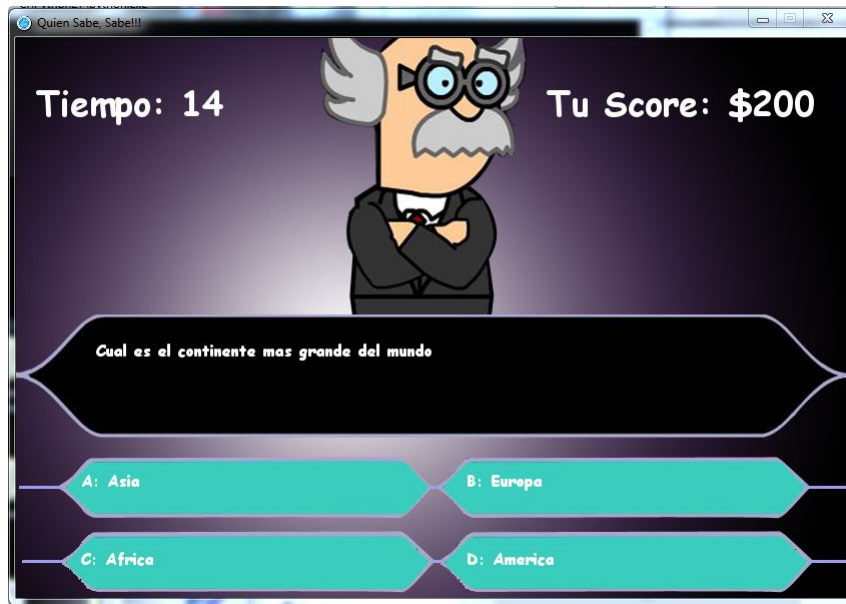 Quien Sabe, Sabe!!!
Tiempo: 14
Tu Score: $200
Cual es el continente mas grande del mundo
A: Asia
B: Europa
C: Africa
D: America